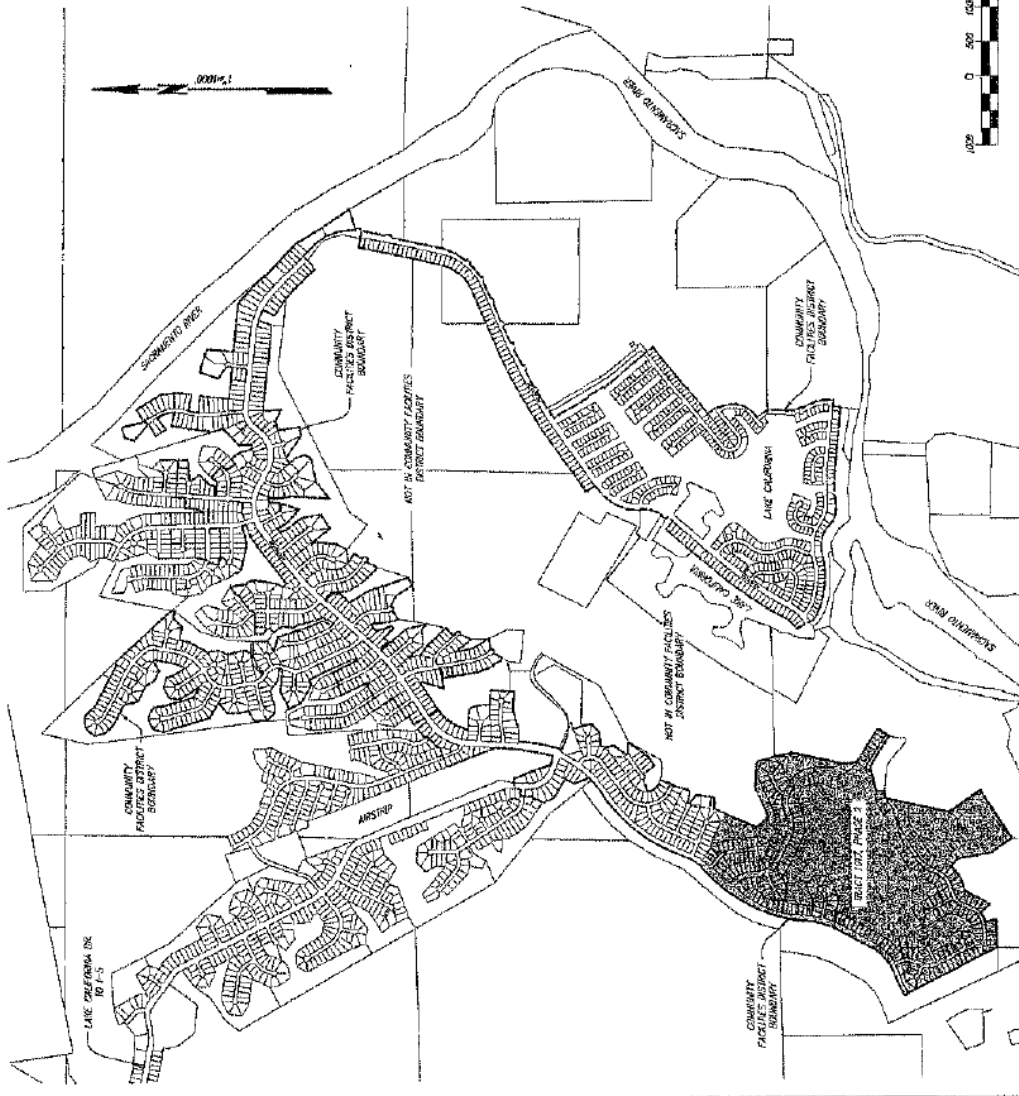 1"=1000'
N
1000
0
500
SACRAMENTO RIVER
SACRAMENTO RIVER
COMMUNITY
FACILITIES DISTRICT
BOUNDARY
NOT IN COMMUNITY FACILITIES
DISTRICT BOUNDARY
COMMUNITY
FACILITIES DISTRICT
BOUNDARY
LAKE CALIFORNIA
LAKE CALIFORNIA
NOT IN COMMUNITY FACILITIES
DISTRICT BOUNDARY
SACRAMENTO RIVER
COMMUNITY
FACILITIES DISTRICT
BOUNDARY
AIRSTRIP
LAKE CALIFORNIA DR
TO I-5
TRACT 1017, PHASE 2
COMMUNITY
FACILITIES DISTRICT
BOUNDARY